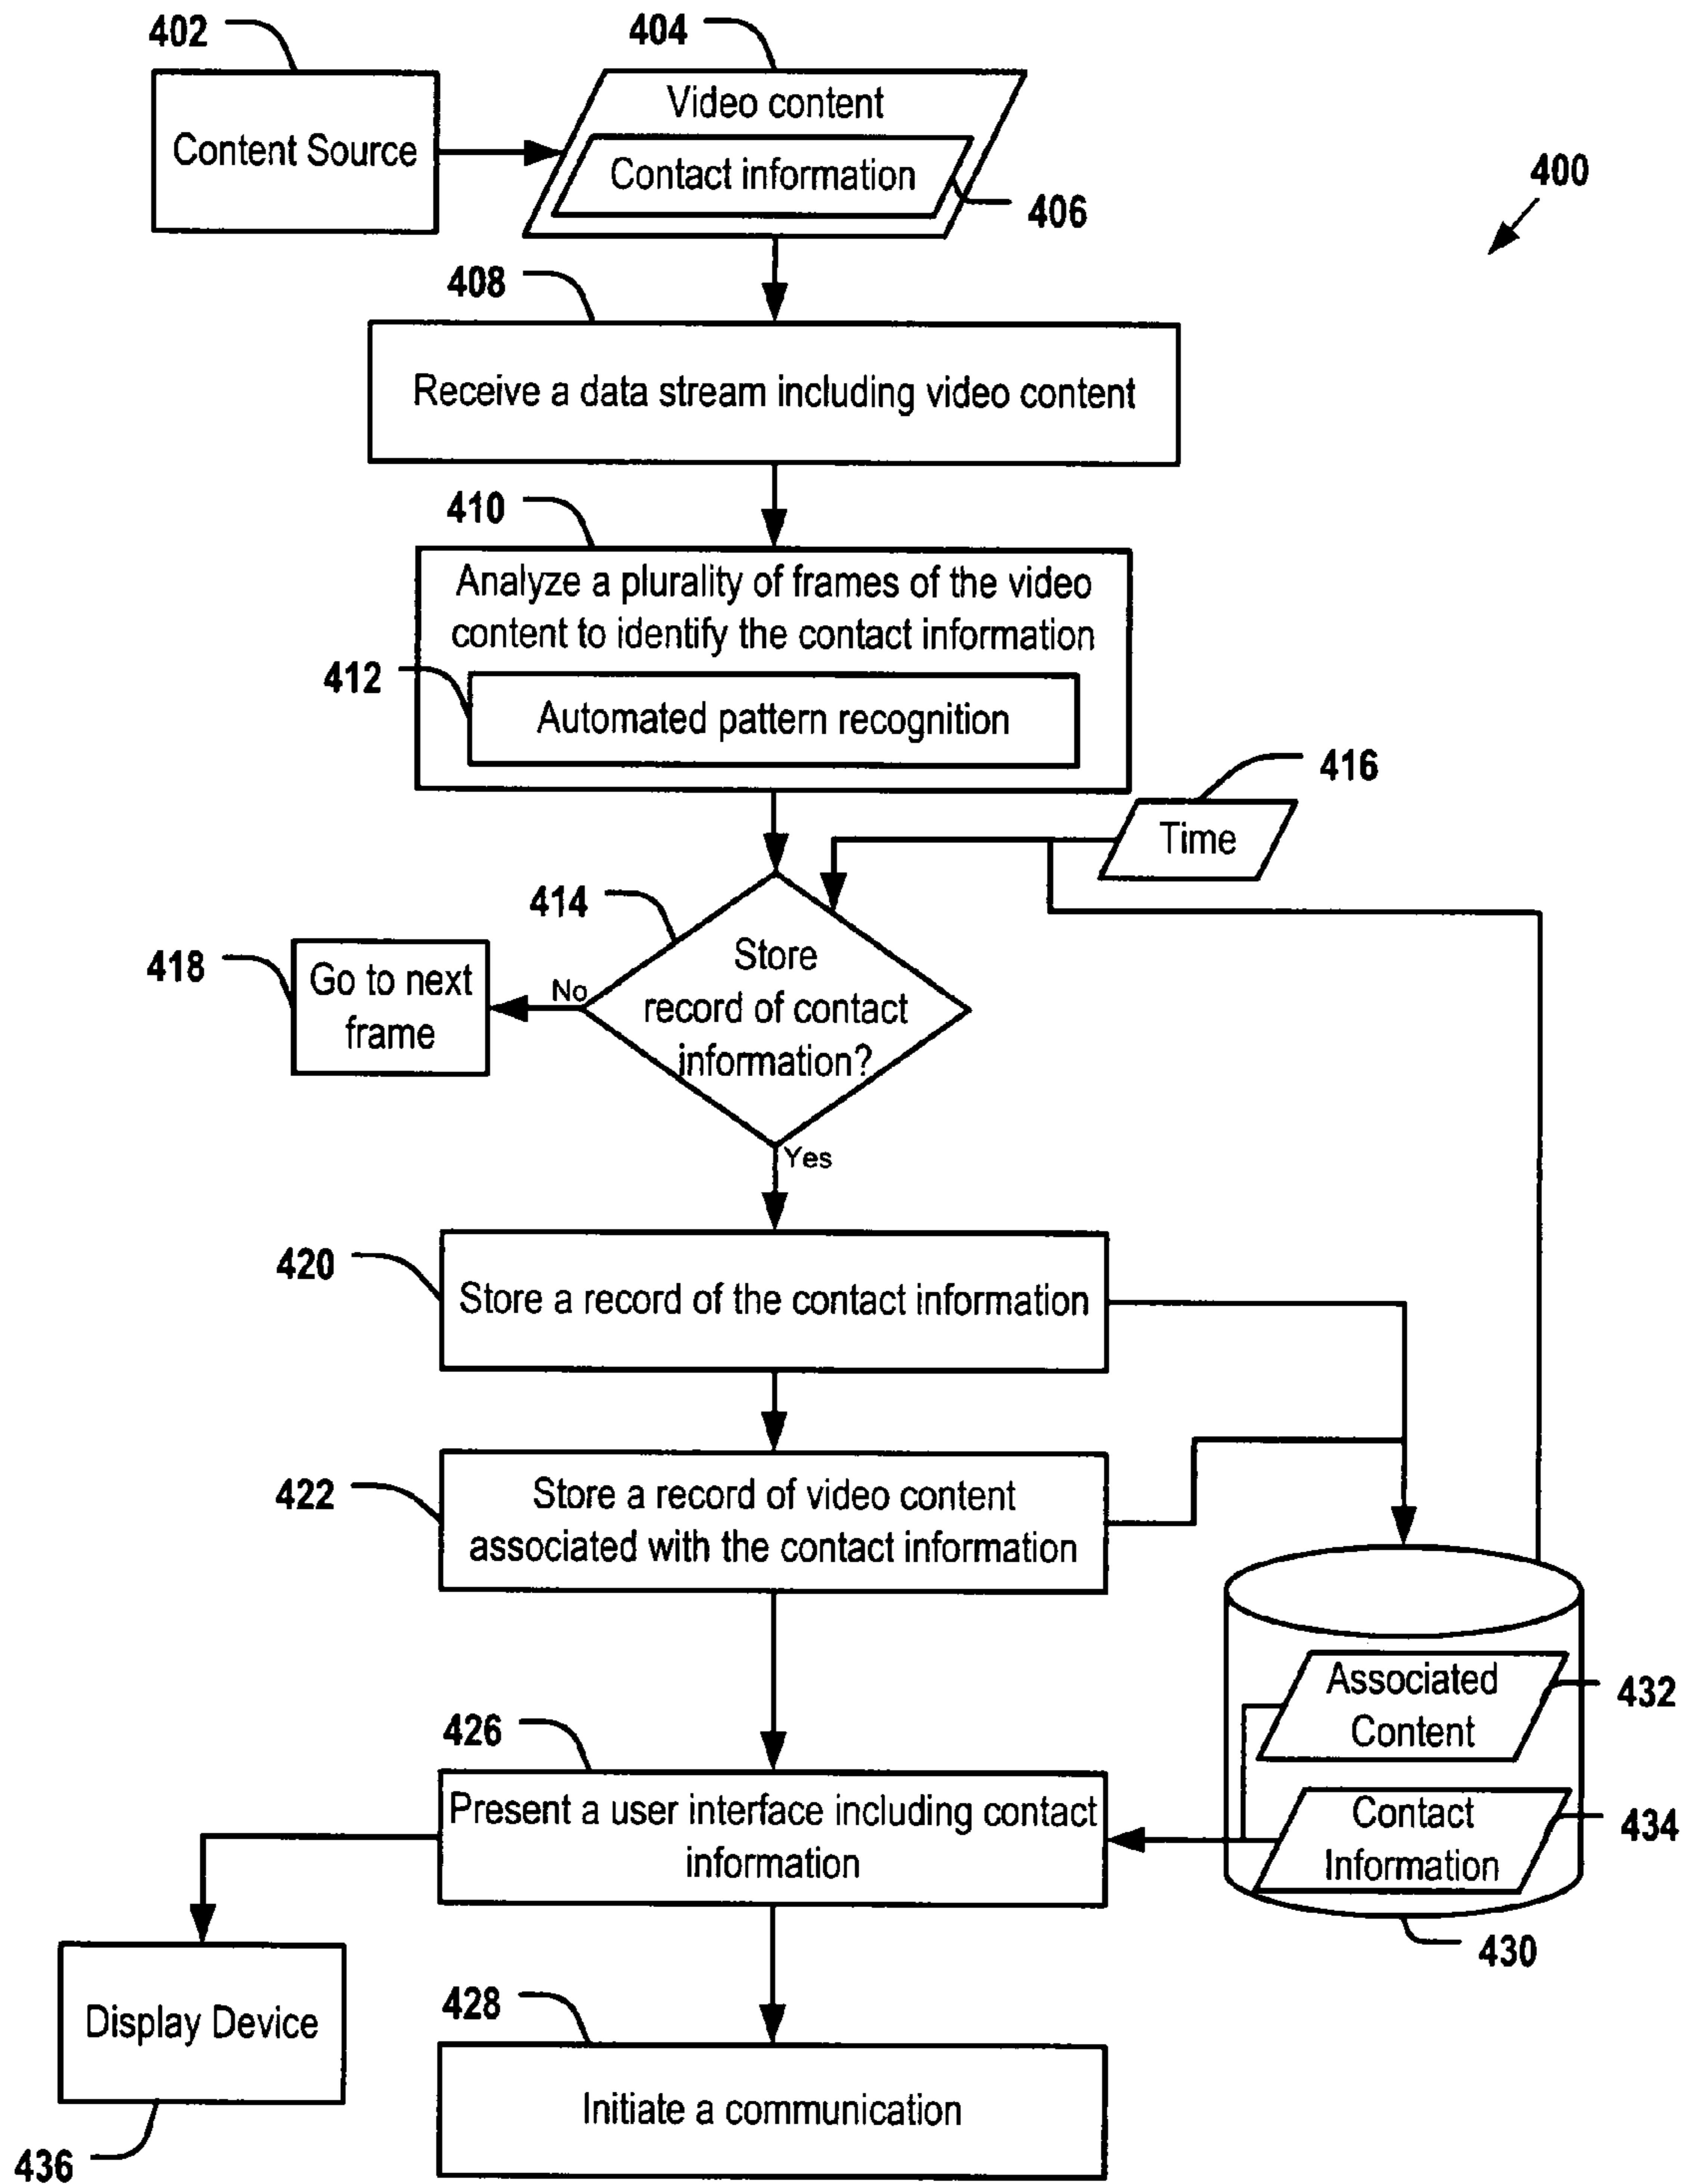 402
404
Content Source
Video content
Contact information
406
400
408
Receive a data stream including video content
410
Analyze a plurality of frames of the video
content to identify the contact information
412
Automated pattern recognition
416
Time
414
Store
record of contact
information?
418
Go to next
frame
No
Yes
420
Store a record of the contact information
422
Store a record of video content
associated with the contact information
Associated
Content
432
426
Present a user interface including contact
information
Contact
Information
434
430
Display Device
428
Initiate a communication
436